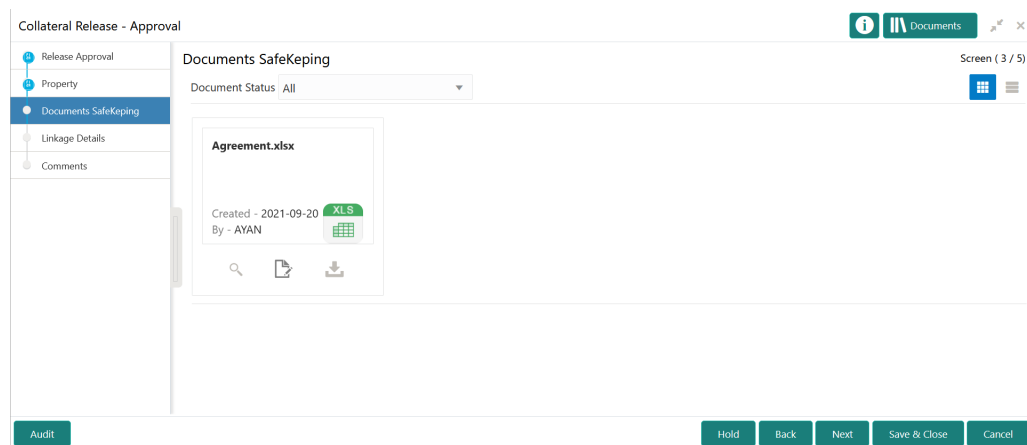 Collateral Release - Approval
Documents
Release Approval
Property
Documents SafeKeping
Linkage Details
Comments
Documents SafeKeping
Screen ( 3 / 5)
Document Status All
Agreement.xlsx
Created - 2021-09-20
By - AYAN
XLS
Audit
Hold
Back
Next
Save & Close
Cancel